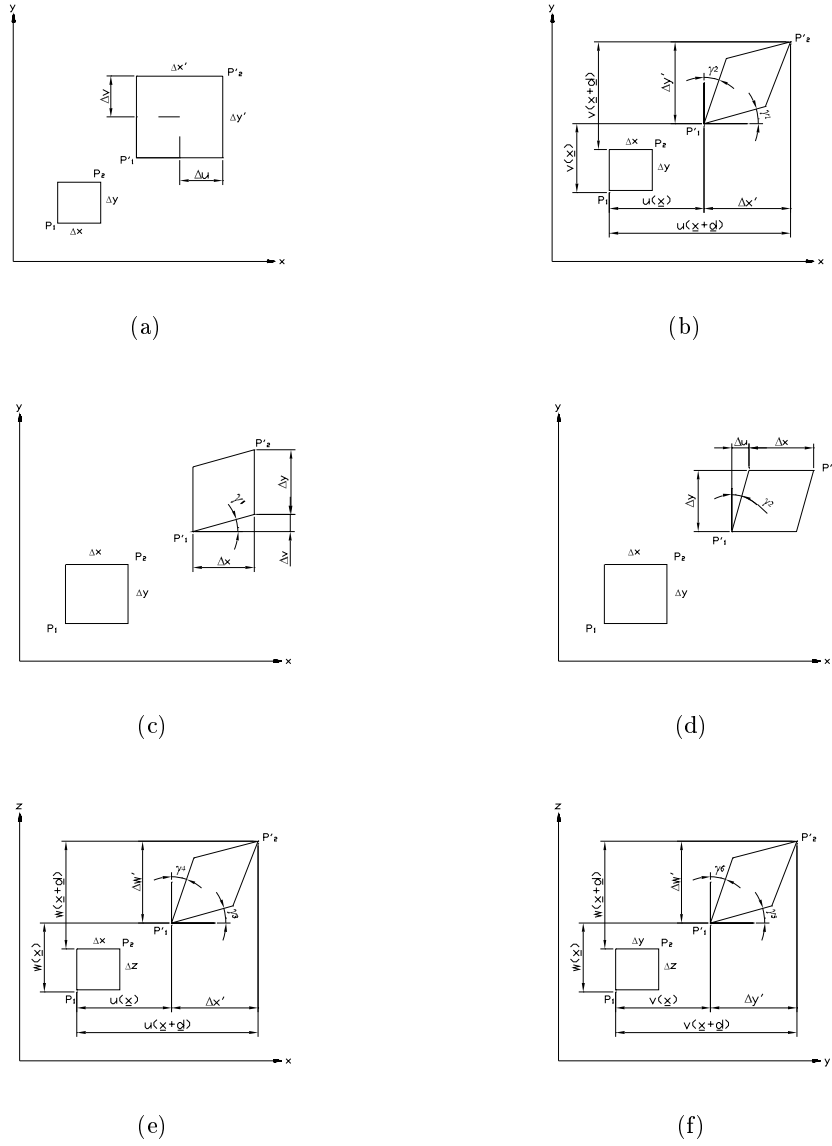 y
Δx'
P'₂
Δv
Δy'
P'₁
Δu
P₂
Δy
P₁
Δx
x
(a)
y
P'₂
γ₂
v(x+d)
Δy'
γ₁
P'₁
v(x)
Δx
P₂
Δy
P₁
u(x)
Δx'
u(x+d)
x
(b)
y
P'₂
Δy
γ₁
P'₁
Δv
Δx
Δx
P₂
Δy
P₁
x
(c)
y
Δu
Δx
P'
Δy
γ₂
P'₁
Δx
P₂
Δy
P₁
x
(d)
z
P'₂
γ₄
w(x+d)
Δw'
γ₃
P'₁
w(x)
Δx
P₂
Δz
P₁
u(x)
Δx'
u(x+d)
x
(e)
z
P'₂
γ₆
w(x+d)
Δw'
γ₅
P'₁
w(x)
Δy
P₂
Δz
P₁
v(x)
Δy'
v(x+d)
y
(f)